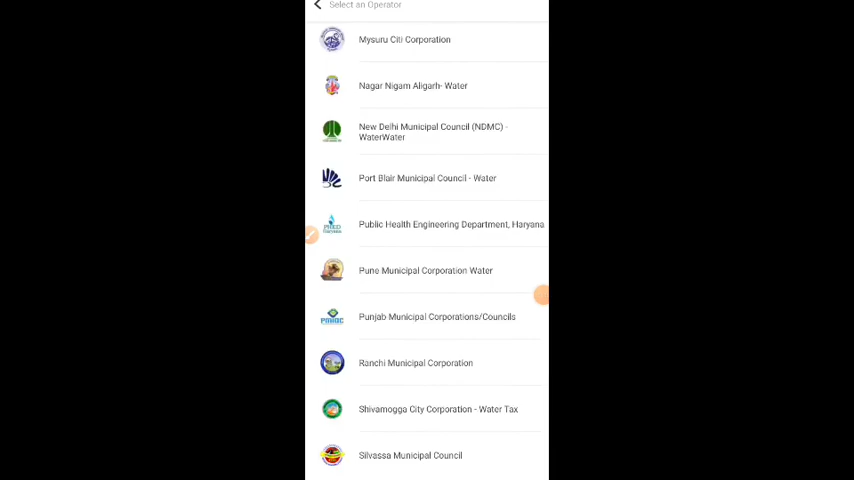 Select an Operator
Mysuru Citi Corporation
Nagar Nigam Aligarh- Water
New Delhi Municipal Council (NDMC) -
WaterWater
Port Blair Municipal Council - Water
Public Health Engineering Department, Haryana
Pune Municipal Corporation Water
Punjab Municipal Corporations/Councils
Ranchi Municipal Corporation
Shivamogga City Corporation - Water Tax
Silvassa Municipal Council